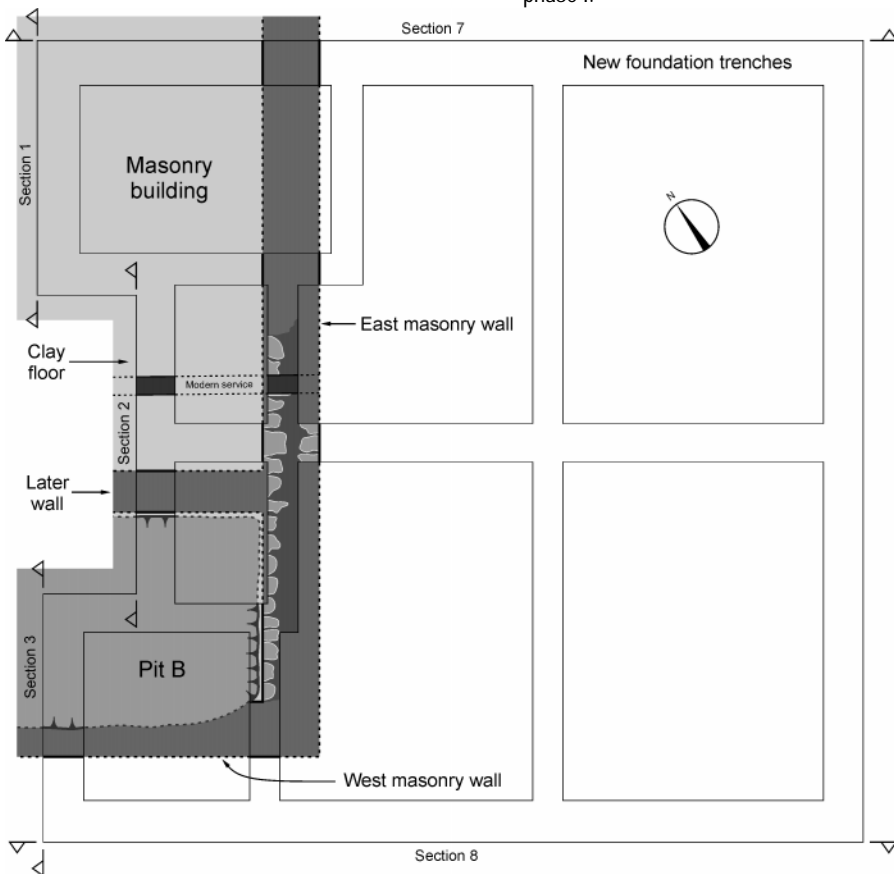 Section 7
New foundation trenches
Section 1
Masonry
building
N
East masonry wall
Clay
floor
Modern service
Section 2
Later
wall
Section 3
Pit B
West masonry wall
Section 8